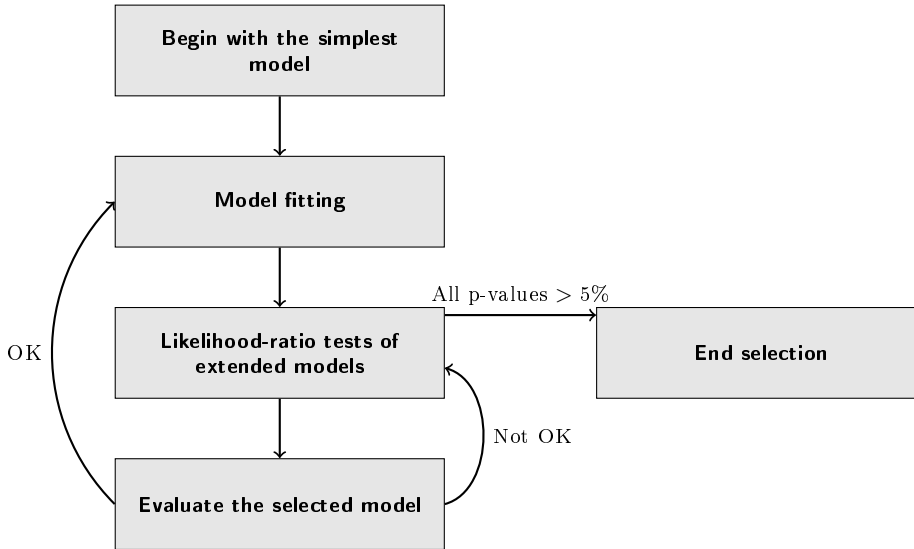 Begin with the simplest
model
Model fitting
All p-values > 5%
Likelihood-ratio tests of
extended models
End selection
OK
Not OK
Evaluate the selected model